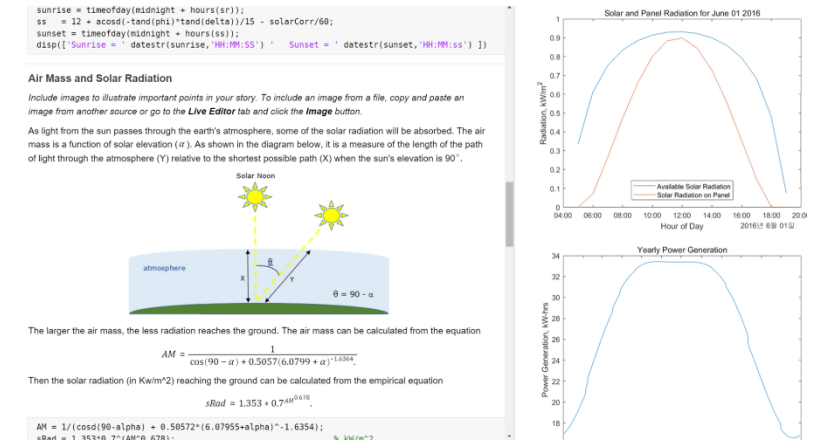 sunrise = timeofday(midnight + hours(sr));
ss = 12 + acosd(-tand(phi)*tand(delta))/15 - solarCorr/60;
sunset = timeofday(midnight + hours(ss));
disp(['Sunrise = ' datestr(sunrise,'HH:MM:SS') ' Sunset = ' datestr(sunset,'HH:MM:ss') ])
Air Mass and Solar Radiation
Include images to illustrate important points in your story. To include an image from a file, copy and paste an
image from another source or go to the Live Editor tab and click the Image button.
As light from the sun passes through the earth's atmosphere, some of the solar radiation will be absorbed. The air
mass is a function of solar elevation (α). As shown in the diagram below, it is a measure of the length of the path
of light through the atmosphere (Y) relative to the shortest possible path (X) when the sun's elevation is 90°.
Solar Noon
atmosphere
θ
X
Y
θ = 90 - α
The larger the air mass, the less radiation reaches the ground. The air mass can be calculated from the equation
AM = 1 / cos(90 − α) + 0.5057(6.0799 + α)^−1.6364.
Then the solar radiation (in Kw/m^2) reaching the ground can be calculated from the empirical equation
sRad = 1.353 * 0.7^AM^0.678.
AM = 1/(cosd(90-alpha) + 0.50572*(6.07955+alpha)^-1.6354);
sRad = 1.353*0.7^(AM^0.678); % kW/m^2
Solar and Panel Radiation for June 01 2016
Radiation, kW/m2
1
0.9
0.8
0.7
0.6
0.5
0.4
0.3
0.2
0.1
0
Available Solar Radiation
Solar Radiation on Panel
04:00 06:00 08:00 10:00 12:00 14:00 16:00 18:00 20:0
Hour of Day
2016년 6월 01일
Yearly Power Generation
Power Generation, kW-hrs
34
32
30
28
26
24
22
20
18